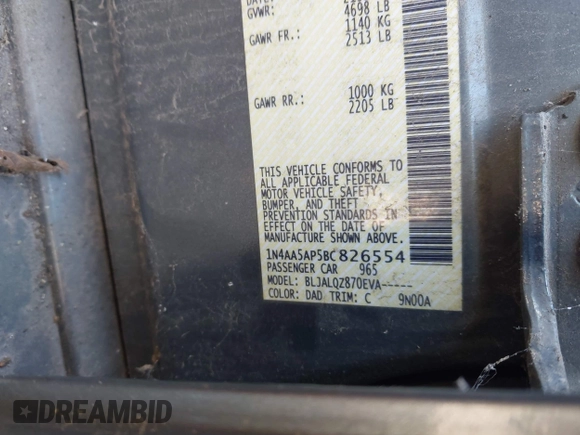 GVWR: 4698 LB
1140 KG
GAWR FR.: 2513 LB
1000 KG
GAWR RR.: 2205 LB
THIS VEHICLE CONFORMS TO
ALL APPLICABLE FEDERAL
MOTOR VEHICLE SAFETY,
BUMPER, AND THEFT
PREVENTION STANDARDS IN
EFFECT ON THE DATE OF
MANUFACTURE SHOWN ABOVE.
1N4AA5AP5BC826554
PASSENGER CAR 965
MODEL: BLJALQZ870EVA-----
COLOR: DAD TRIM: C 9N00A
DREAMBID